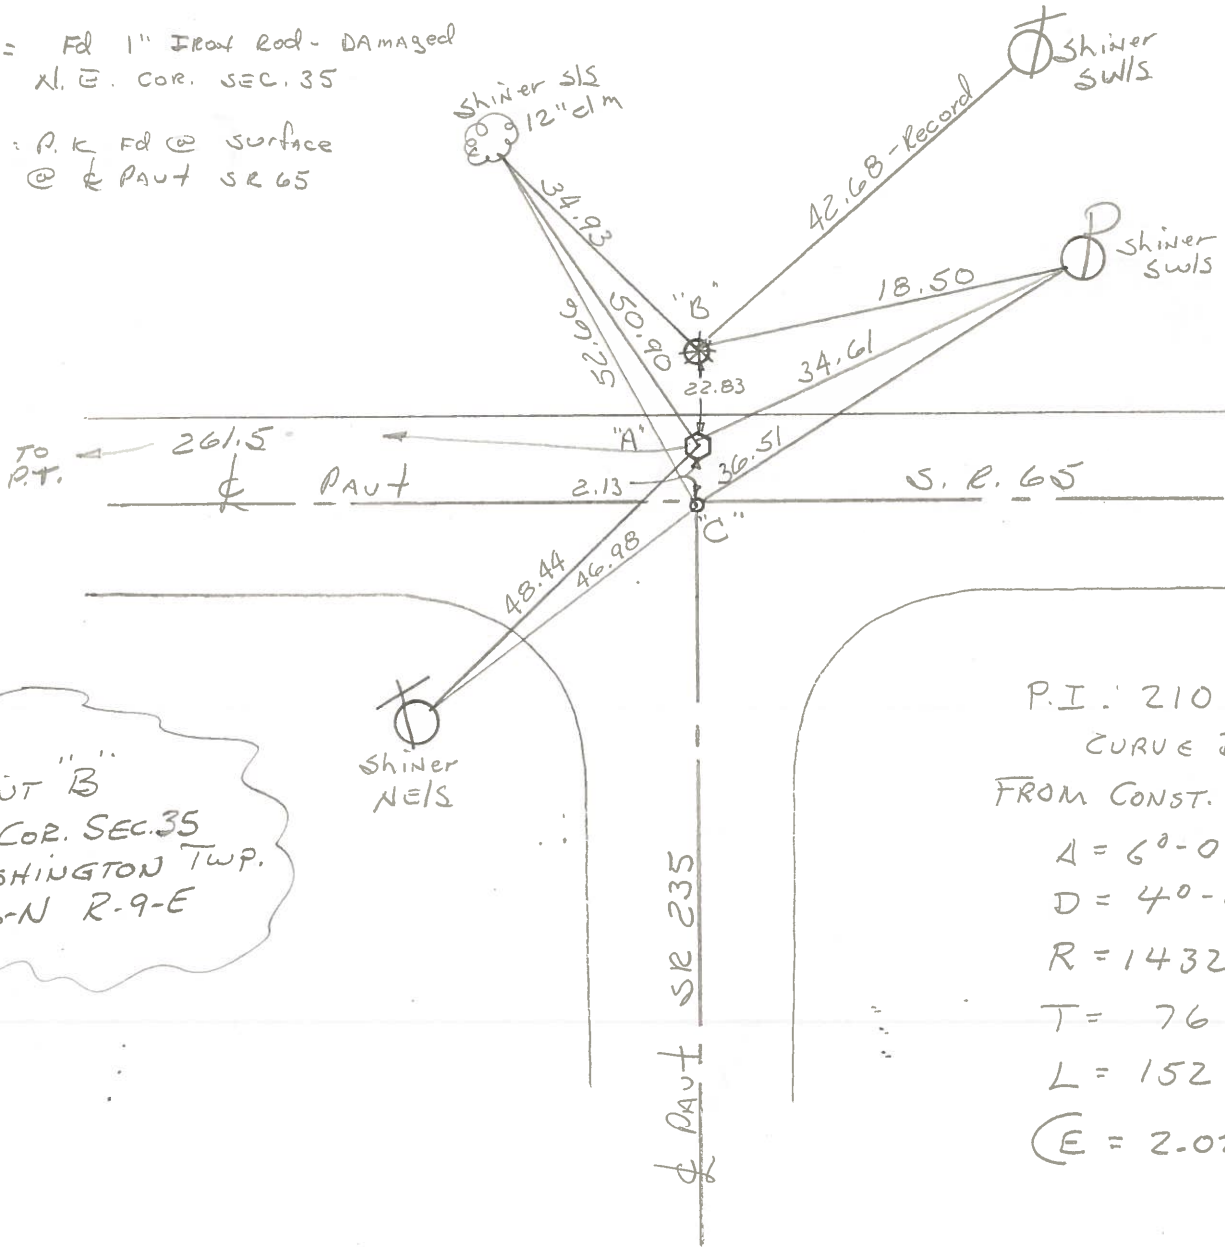 = Fd 1" IRON Rod - DAMAged
N.E. COR. SEC. 35
: P.K Fd @ surface
@ ℄ PAVt SR 65
shiner S/S
12" elm
shiner
SW/S
42.68 - Record
34.93
shiner
SW/S
18.50
"B"
50.90
34.61
22.83
"A"
261.5
TO
P.T.
℄ PAVt
2.13
36.51
S.R. 65
"C"
48.44
46.98
shiner
NE/S
"B"
COR. SEC. 35
SHINGTON TWP.
-N R-9-E
℄ PAVt SR 235
P.I. : 210
CURVE
FROM CONST.
Δ = 6°-0
D = 4°-
R = 1432
T = 76
L = 152
E = 2.0